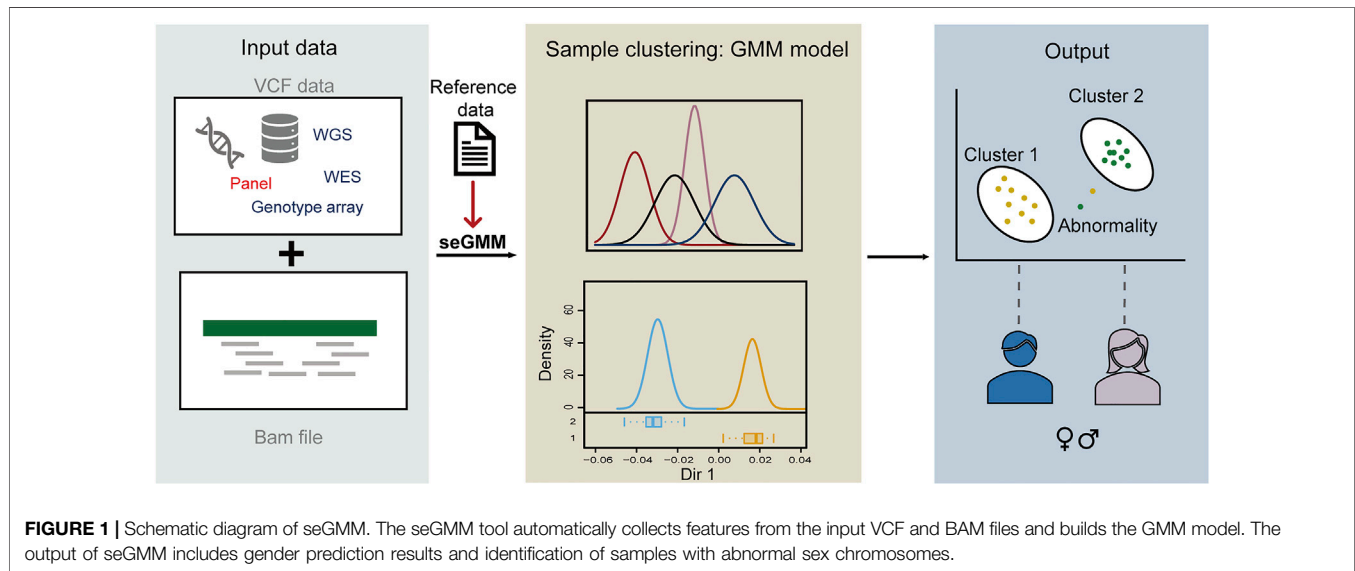 Input data
VCF data
WGS
Panel
WES
Genotype array
+
Bam file
Reference
data
seGMM
Sample clustering: GMM model
Density
60
40
20
0
2
1
−0.06 −0.04 −0.02 0.00 0.02 0.04
Dir 1
Output
Cluster 2
Cluster 1
Abnormality
♀♂
FIGURE 1 | Schematic diagram of seGMM. The seGMM tool automatically collects features from the input VCF and BAM files and builds the GMM model. The
output of seGMM includes gender prediction results and identification of samples with abnormal sex chromosomes.